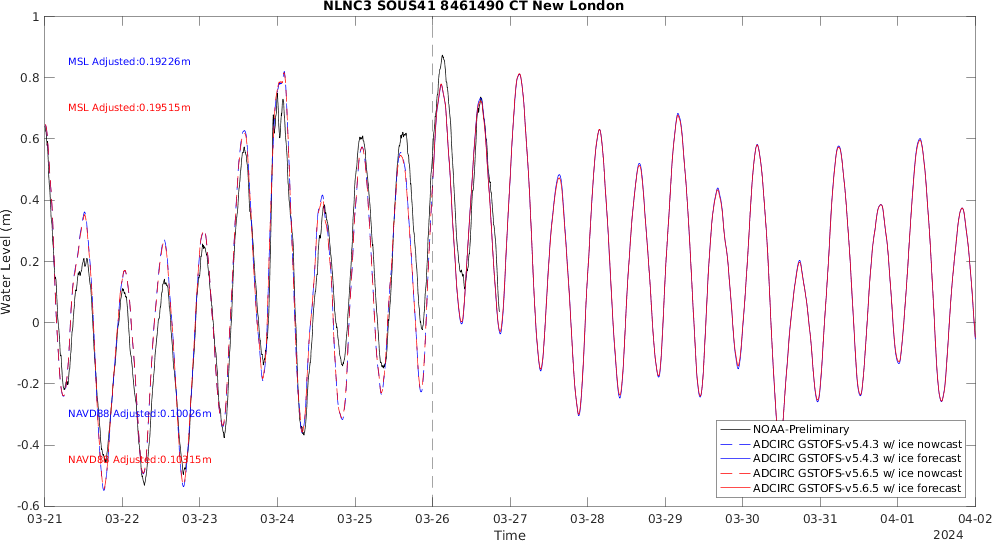 NLNC3 SOUS41 8461490 CT New London
Water Level (m)
1
0.8
0.6
0.4
0.2
0
-0.2
-0.4
-0.6
MSL Adjusted:0.19226m
MSL Adjusted:0.19515m
NAVD88 Adjusted:0.10026m
NAVD88 Adjusted:0.10315m
NOAA-Preliminary
ADCIRC GSTOFS-v5.4.3 w/ ice nowcast
ADCIRC GSTOFS-v5.4.3 w/ ice forecast
ADCIRC GSTOFS-v5.6.5 w/ ice nowcast
ADCIRC GSTOFS-v5.6.5 w/ ice forecast
03-21 03-22 03-23 03-24 03-25 03-26 03-27 03-28 03-29 03-30 03-31 04-01 04-02
Time
2024